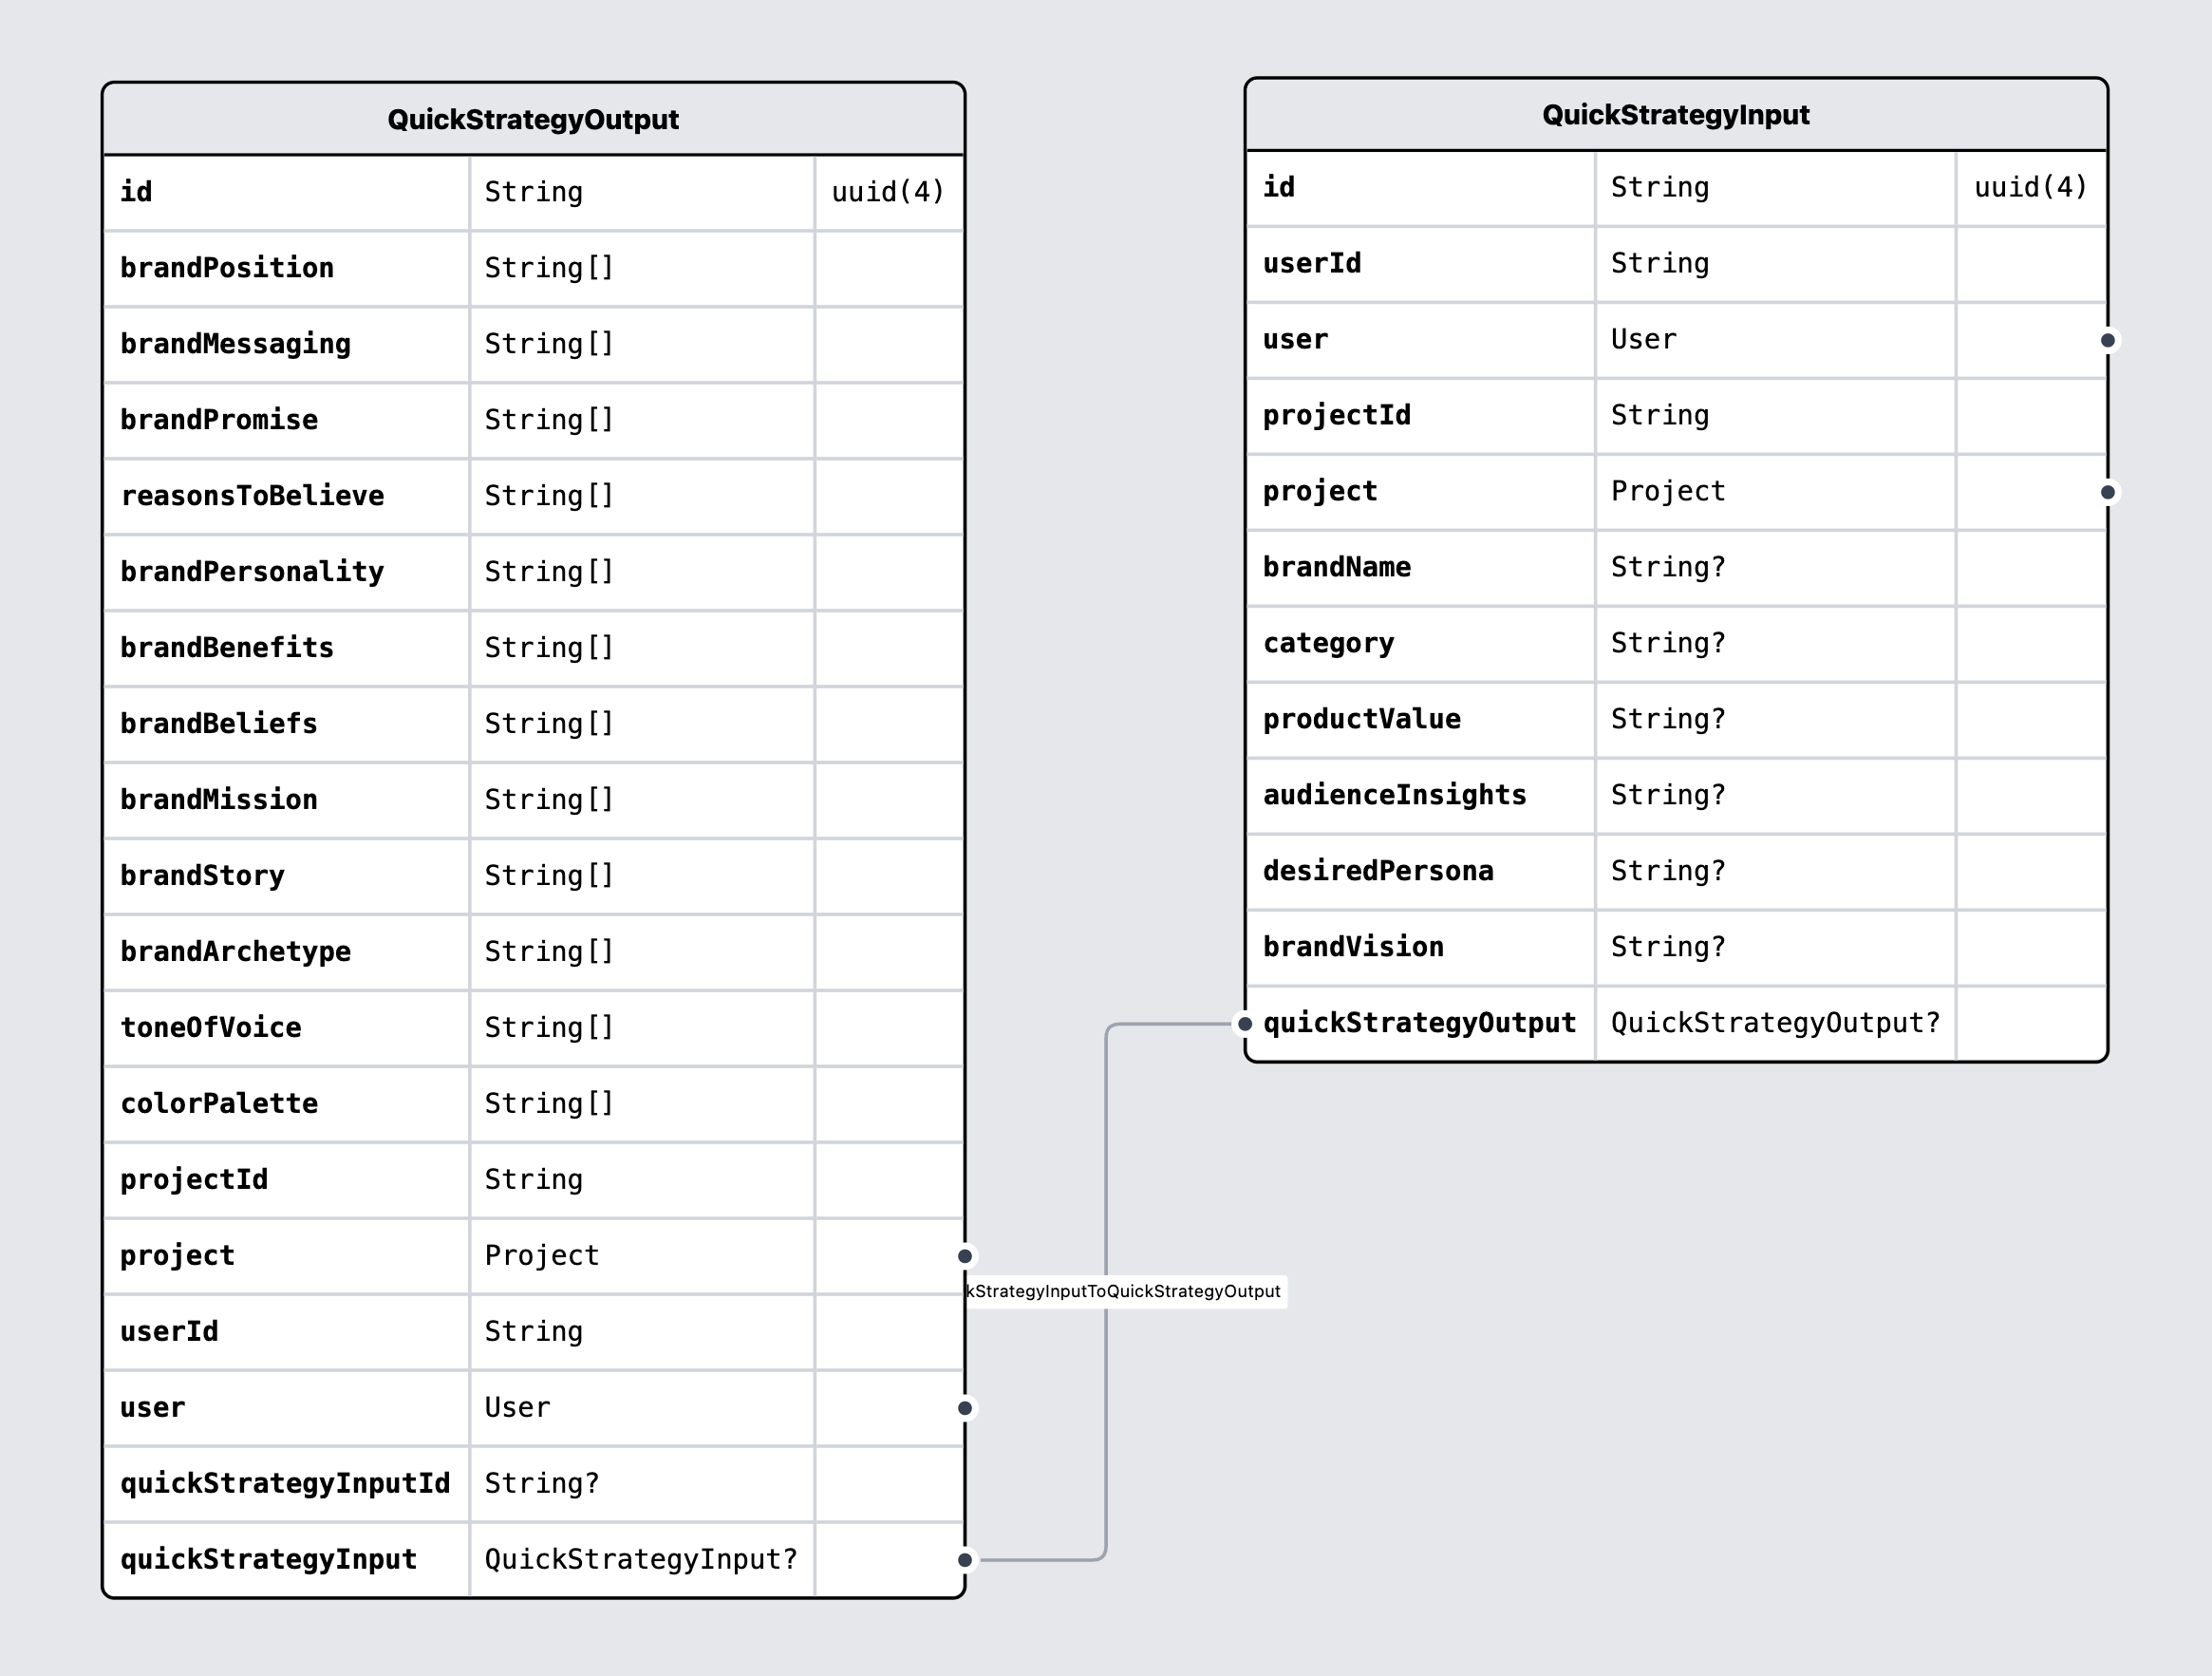 QuickStrategyOutput
id String uuid(4)
brandPosition String[]
brandMessaging String[]
brandPromise String[]
reasonsToBelieve String[]
brandPersonality String[]
brandBenefits String[]
brandBeliefs String[]
brandMission String[]
brandStory String[]
brandArchetype String[]
toneOfVoice String[]
colorPalette String[]
projectId String
project Project
userId String
user User
quickStrategyInputId String?
quickStrategyInput QuickStrategyInput?
kStrategyInputToQuickStrategyOutput
QuickStrategyInput
id String uuid(4)
userId String
user User
projectId String
project Project
brandName String?
category String?
productValue String?
audienceInsights String?
desiredPersona String?
brandVision String?
quickStrategyOutput QuickStrategyOutput?